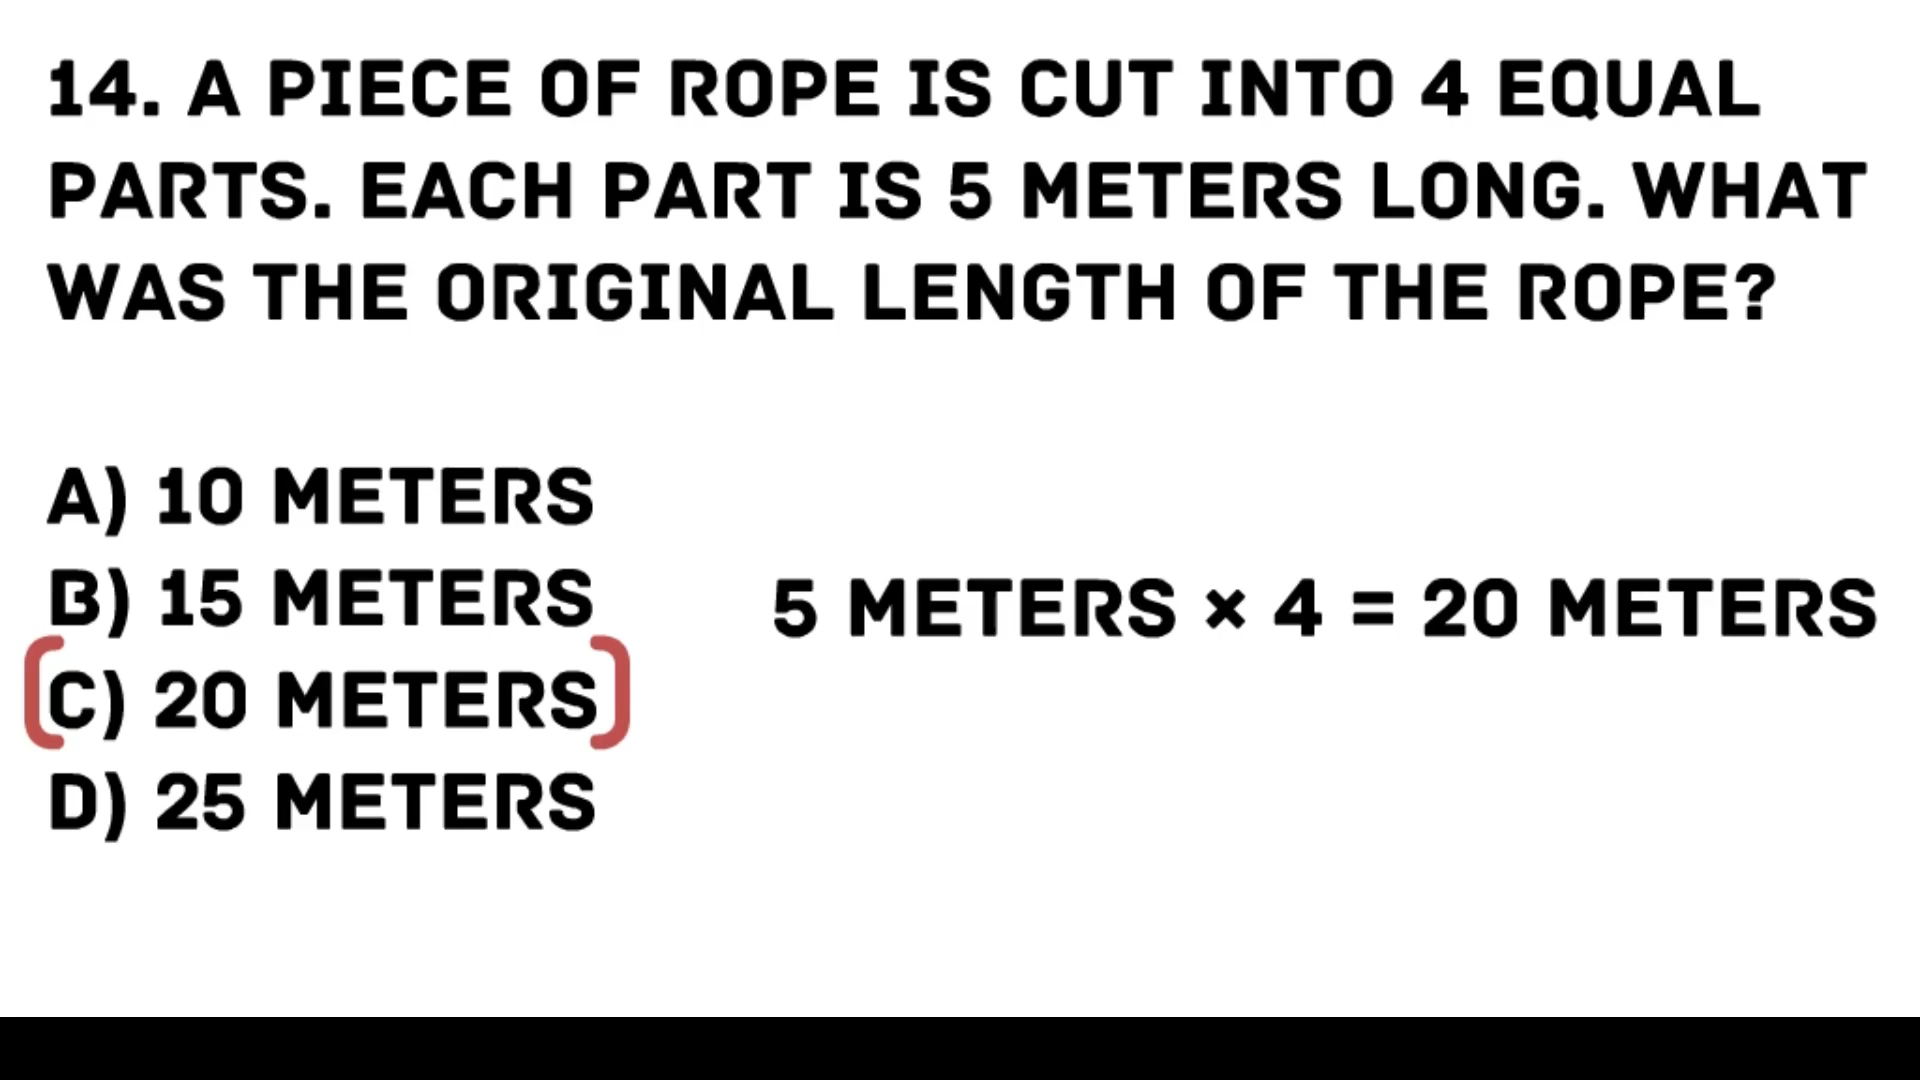 14. A PIECE OF ROPE IS CUT INTO 4 EQUAL
PARTS. EACH PART IS 5 METERS LONG. WHAT
WAS THE ORIGINAL LENGTH OF THE ROPE?
A) 10 METERS
B) 15 METERS
C) 20 METERS
D) 25 METERS
5 METERS × 4 = 20 METERS